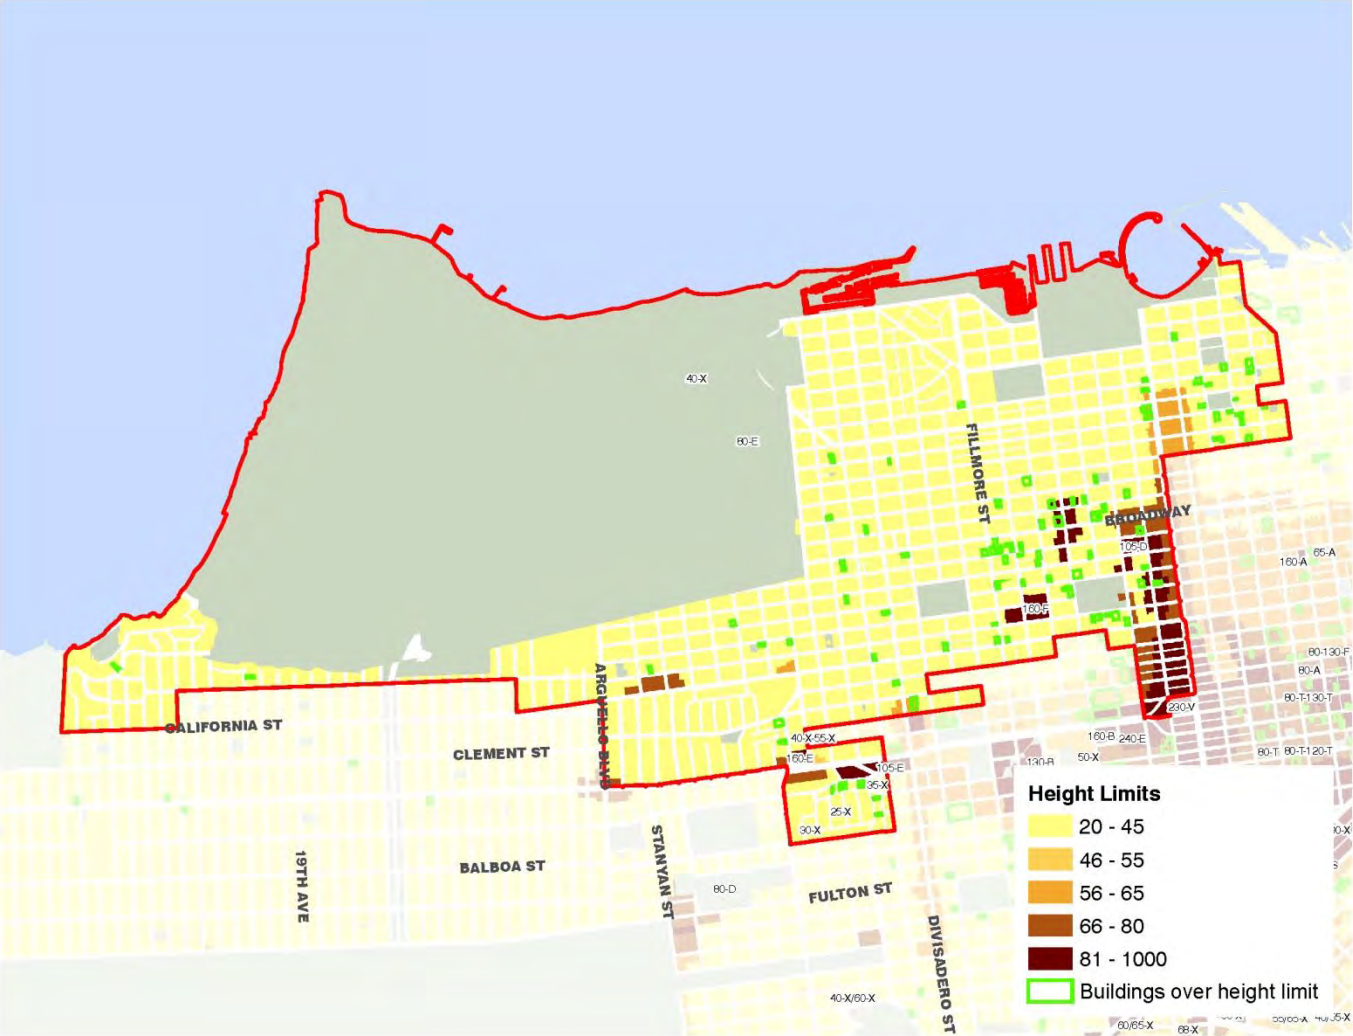 40-X
80-E
FILLMORE ST
BROADWAY
105-D
65-A
160-A
160-F
80-130-F
80-A
ARGUELLO BLVD
80-T-130-T
230-V
CALIFORNIA ST
40-X-55-X
160-B
240-E
CLEMENT ST
80-T
80-T-120-T
160-E
50-X
130-B
105-E
35-X
25-X
30-X
Height Limits
20 - 45
46 - 55
56 - 65
66 - 80
81 - 1000
Buildings over height limit
19TH AVE
BALBOA ST
STANYAN ST
80-D
FULTON ST
DIVISADERO ST
40-X/60-X
60/65-X
68-X